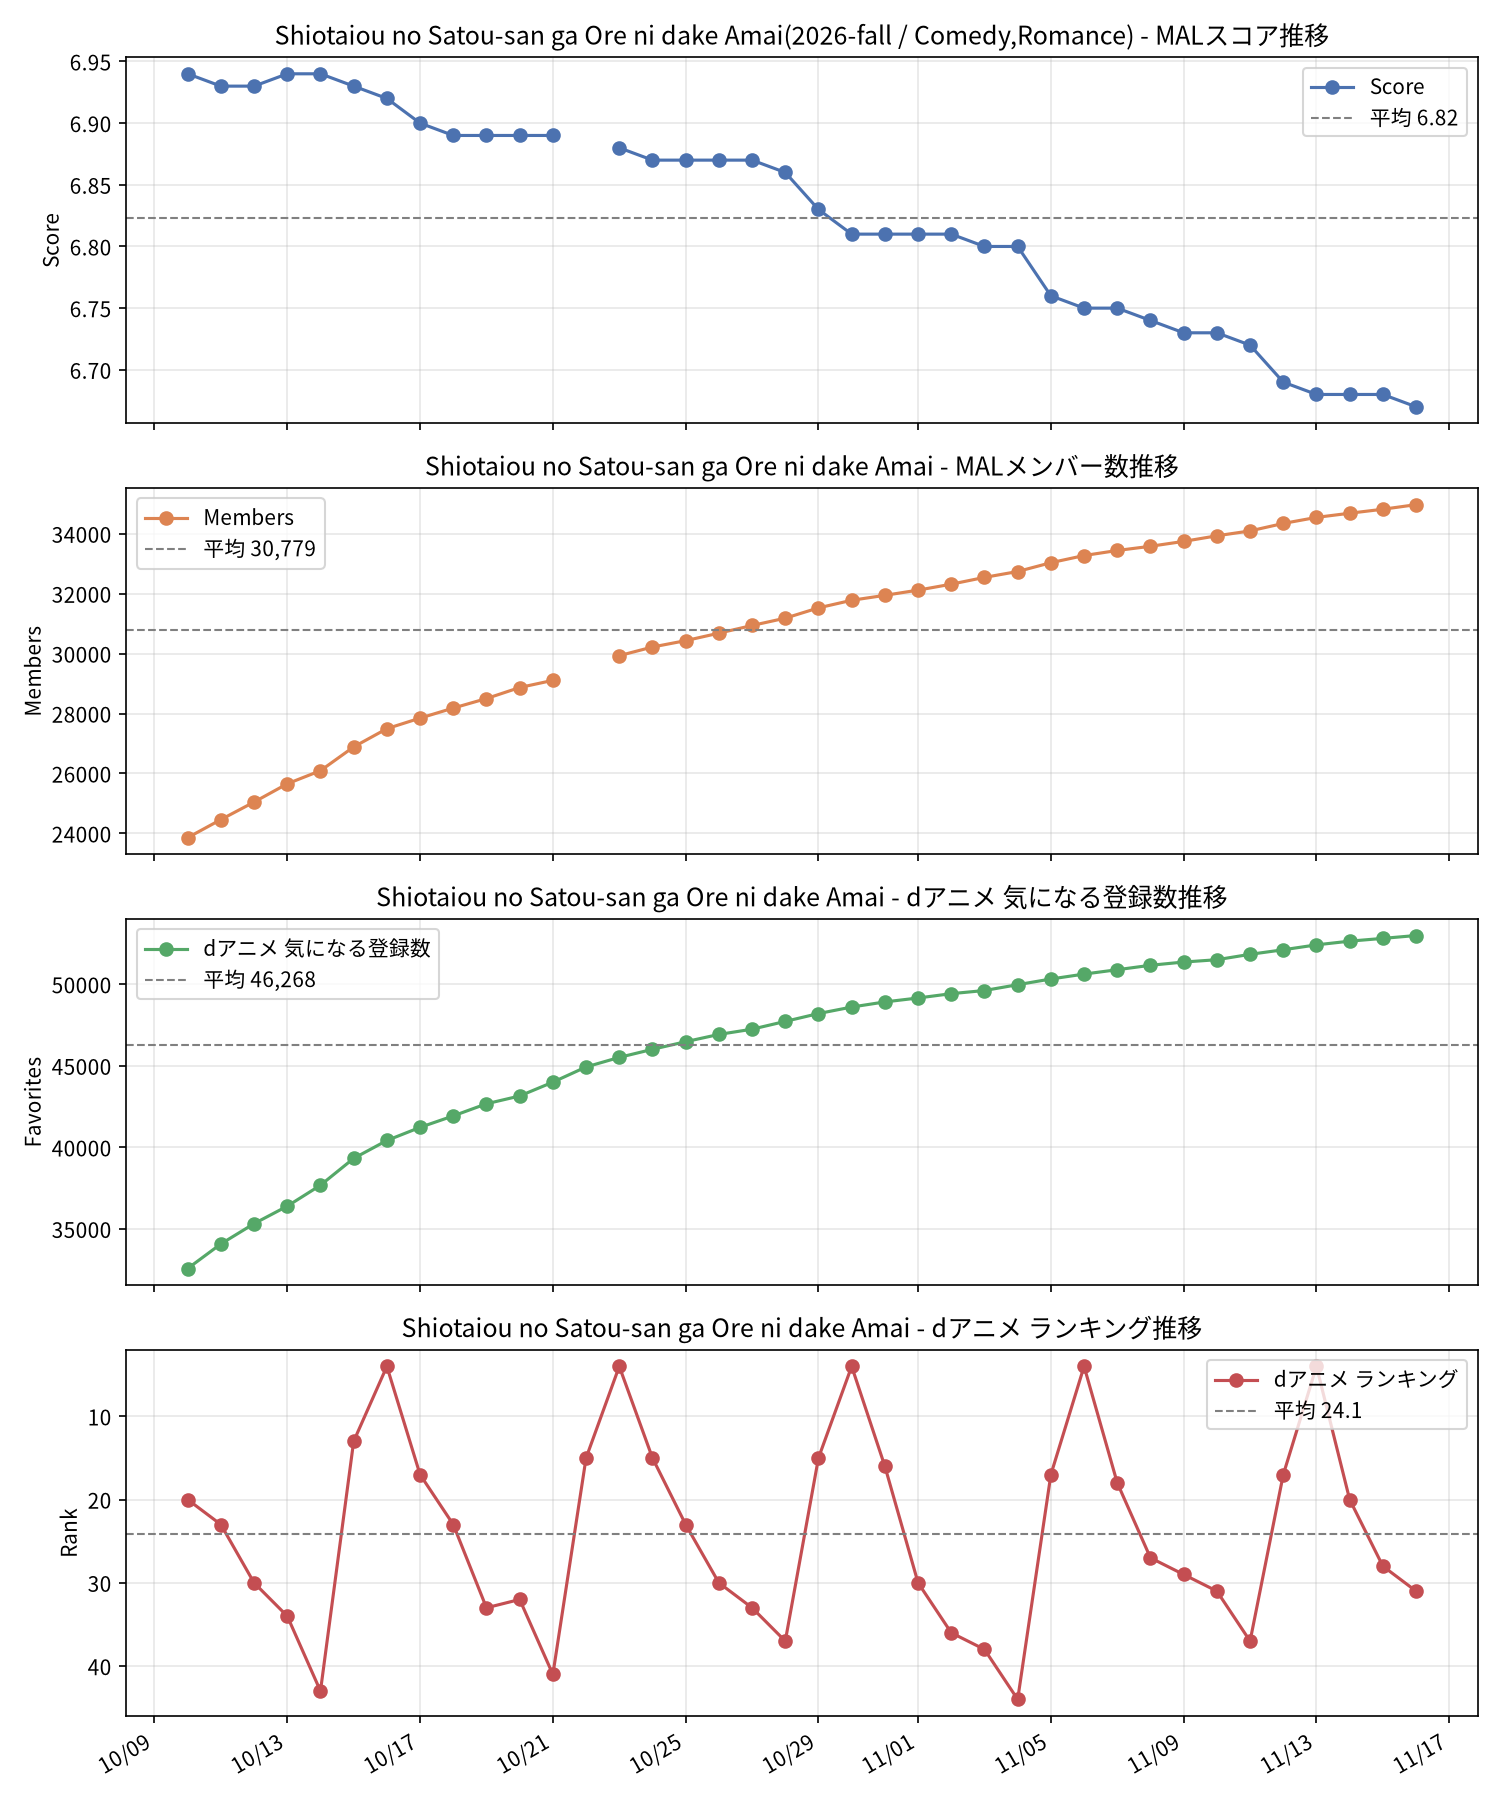 Shiotaiou no Satou-san ga Ore ni dake Amai(2026-fall / Comedy,Romance) - MALスコア推移
Score
6.95
6.90
6.85
6.80
6.75
6.70
Score
平均 6.82
Shiotaiou no Satou-san ga Ore ni dake Amai - MALメンバー数推移
Members
34000
32000
30000
28000
26000
24000
Members
平均 30,779
Shiotaiou no Satou-san ga Ore ni dake Amai - dアニメ 気になる登録数推移
Favorites
50000
45000
40000
35000
dアニメ 気になる登録数
平均 46,268
Shiotaiou no Satou-san ga Ore ni dake Amai - dアニメ ランキング推移
Rank
10
20
30
40
dアニメ ランキング
平均 24.1
10/09
10/13
10/17
10/21
10/25
10/29
11/01
11/05
11/09
11/13
11/17